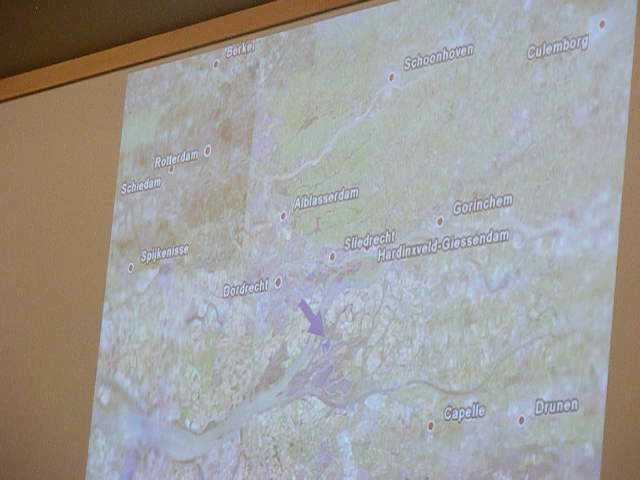 Berkel
Schoonhoven
Culemborg
Rotterdam
Schiedam
Alblasserdam
Gorinchem
Spijkenisse
Sliedrecht
Hardinxveld-Giessendam
Dordrecht
Capelle
Drunen